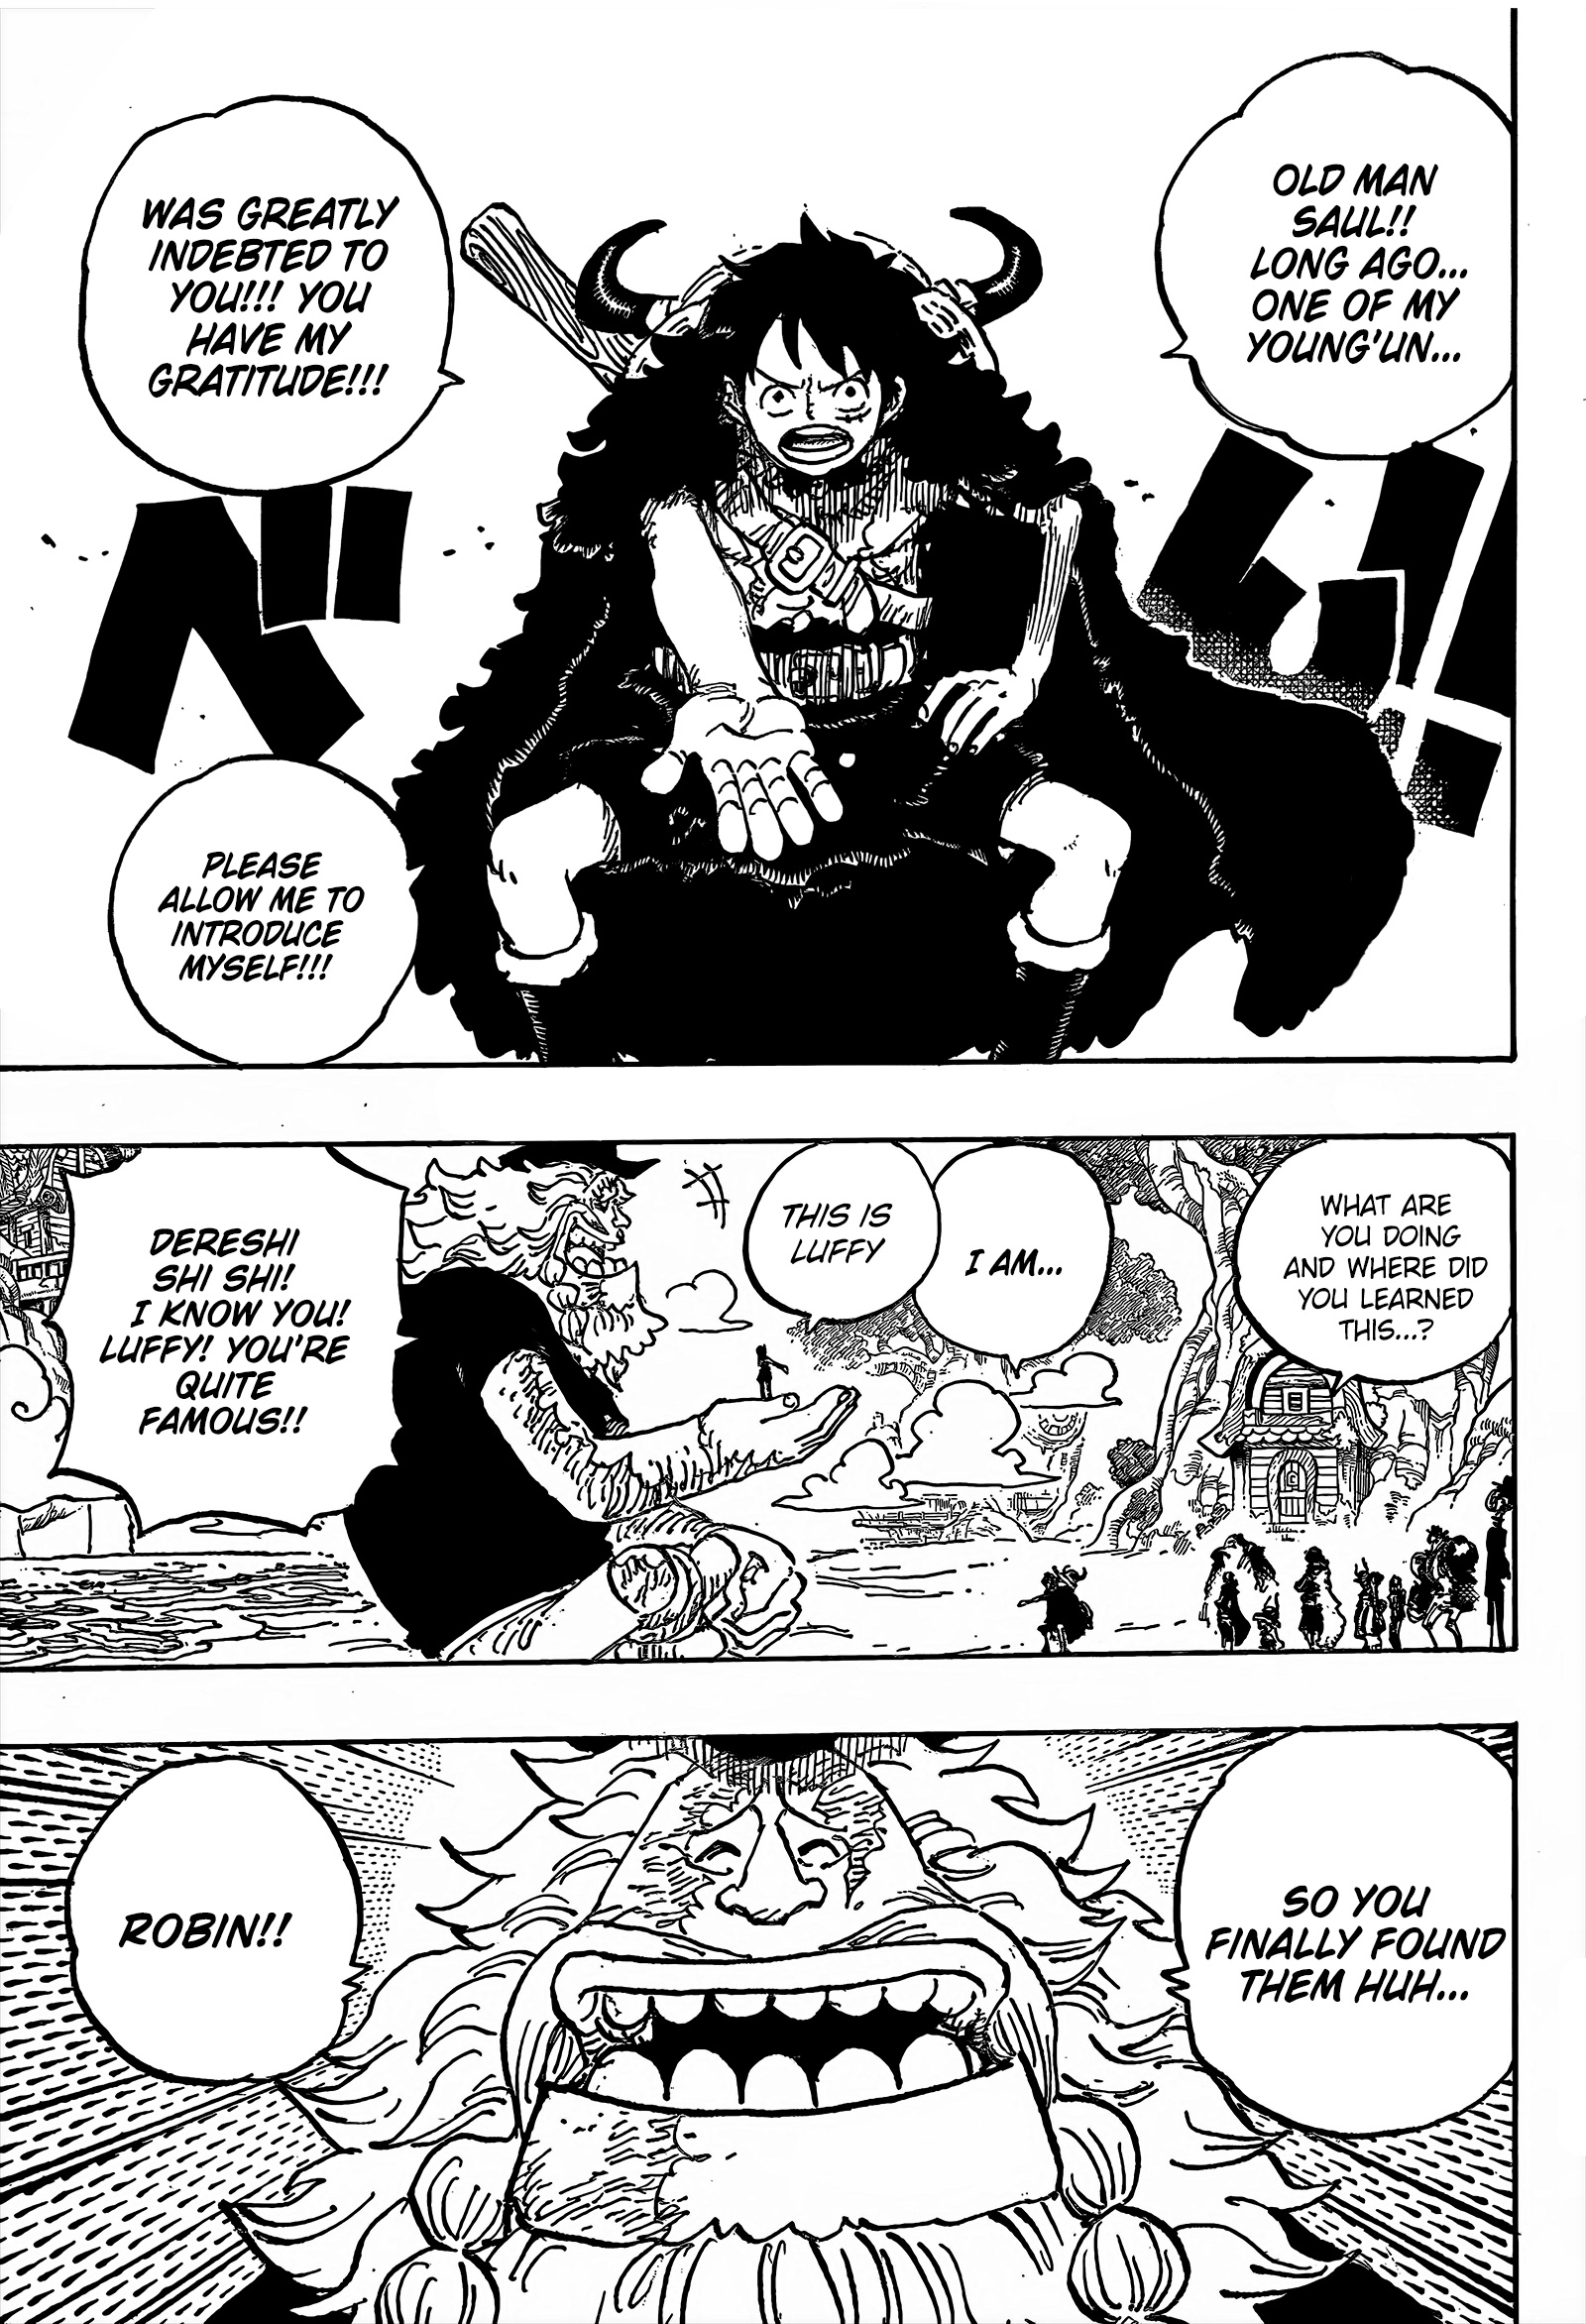 OLD MAN
SAUL!!
LONG AGO...
ONE OF MY
YOUNG'UN...
WAS GREATLY
INDEBTED TO
YOU!!! YOU
HAVE MY
GRATITUDE!!!
PLEASE
ALLOW ME TO
INTRODUCE
MYSELF!!!
WHAT ARE
YOU DOING
AND WHERE DID
YOU LEARNED
THIS...?
I AM...
THIS IS
LUFFY
DERESHI
SHI SHI!
I KNOW YOU!
LUFFY! YOU'RE
QUITE
FAMOUS!!
SO YOU
FINALLY FOUND
THEM HUH...
ROBIN!!